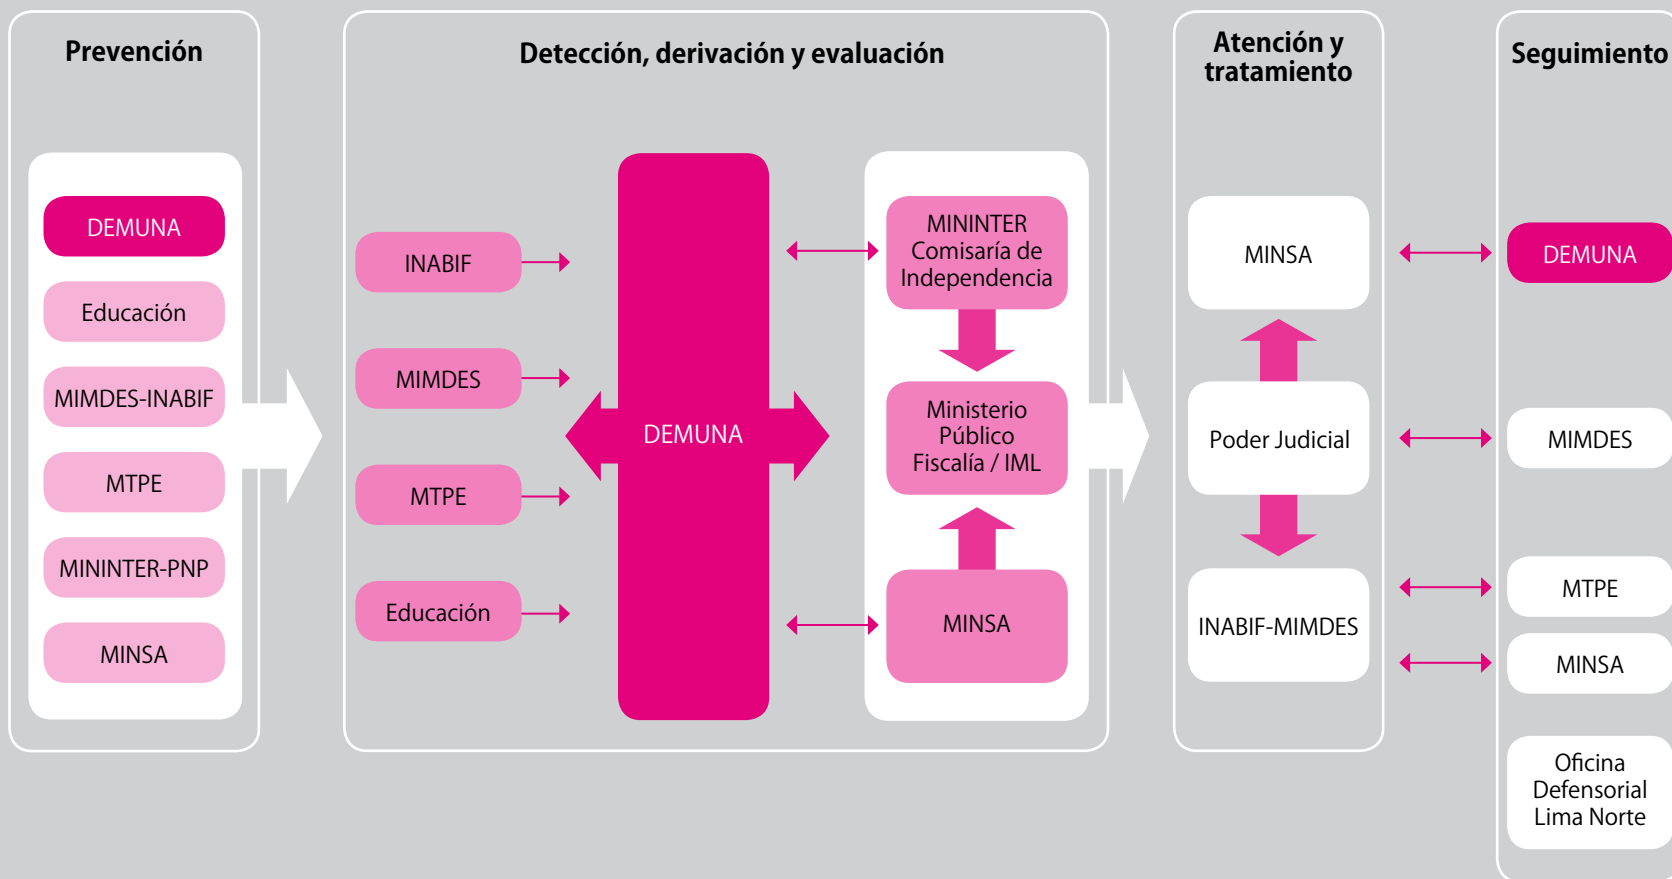 Prevención
DEMUNA
Educación
MIMDES-INABIF
MTPE
MININTER-PNP
MINSA
Detección, derivación y evaluación
INABIF
MIMDES
MTPE
Educación
DEMUNA
MININTER
Comisaría de
Independencia
Ministerio
Público
Fiscalía / IML
MINSA
Atención y
tratamiento
MINSA
Poder Judicial
INABIF-MIMDES
Seguimiento
DEMUNA
MIMDES
MTPE
MINSA
Oficina
Defensorial
Lima Norte